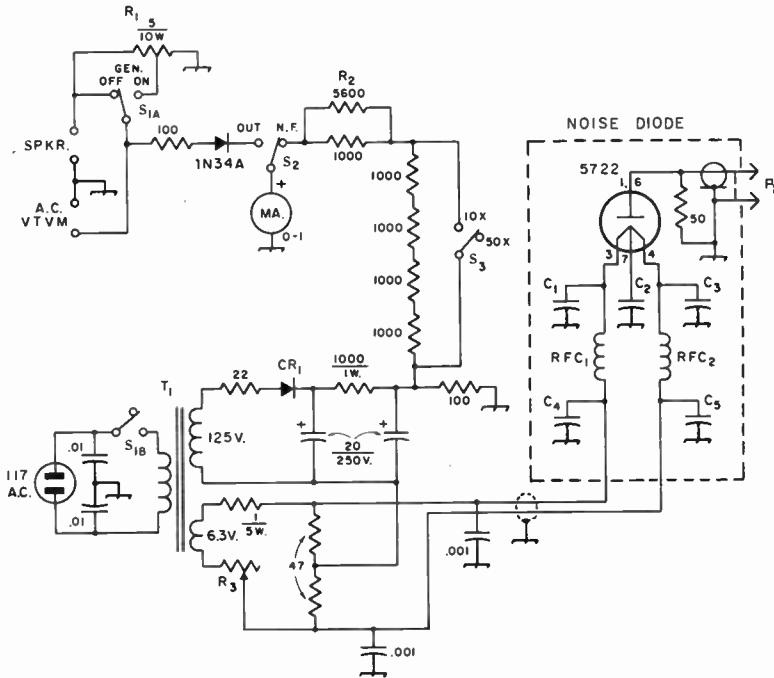 R1
5
10W
GEN.
OFF ON
S1A
SPKR.
A.C.
VTVM
100
1N34A
OUT
N.F.
S2
+
MA.
0-1
R2
5600
1000
1000
1000
1000
1000
10X
50X
S3
NOISE DIODE
5722
1, 6
50
3
7
4
C1
C2
C3
RFC1
RFC2
C4
C5
T1
22
CR1
1000
1W.
100
125V.
+
20
250V.
+
117
A.C.
.01
.01
S1B
6.3V.
1
5W.
R3
47
.001
.001